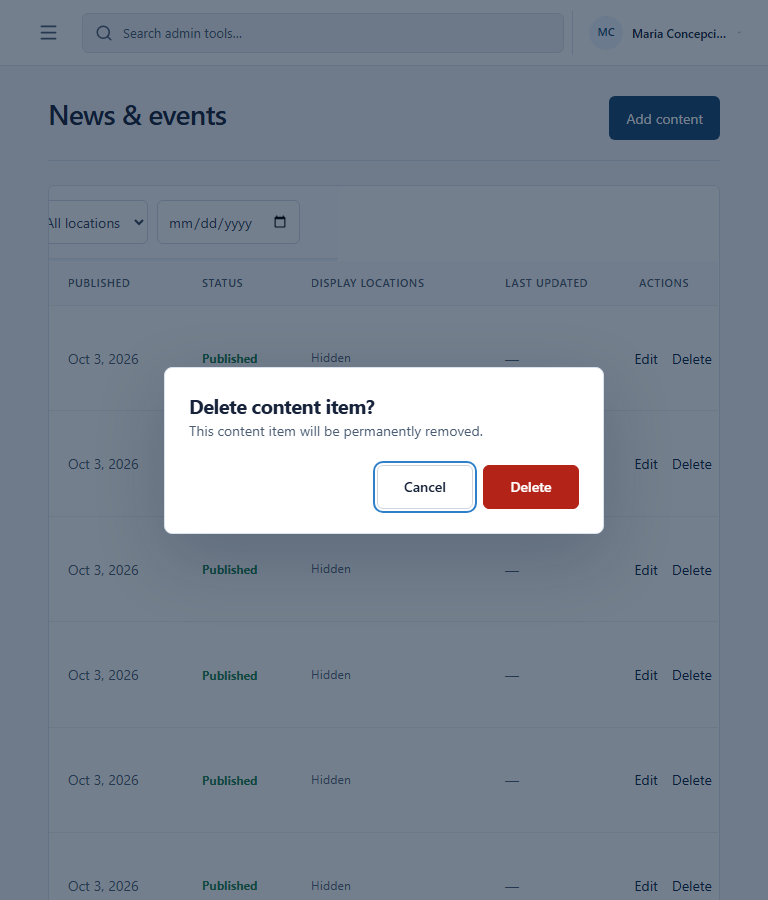 Search admin tools...
MC
Maria Concepci...
News & events
Add content
All locations
mm/dd/yyyy
PUBLISHED STATUS DISPLAY LOCATIONS LAST UPDATED ACTIONS
Oct 3, 2026 Published Hidden — Edit Delete
Delete content item?
This content item will be permanently removed.
Oct 3, 2026 Edit Delete
Cancel Delete
Oct 3, 2026 Published Hidden — Edit Delete
Oct 3, 2026 Published Hidden — Edit Delete
Oct 3, 2026 Published Hidden — Edit Delete
Oct 3, 2026 Published Hidden — Edit Delete